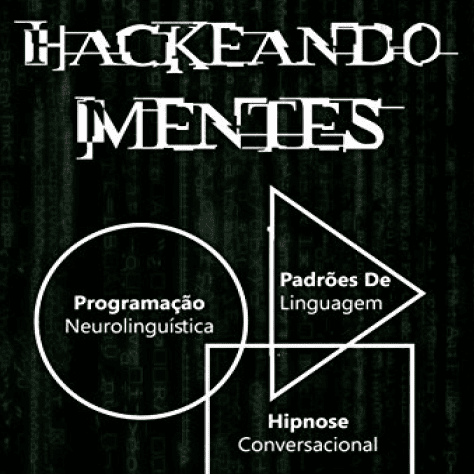 HACKEANDO
MENTES
Programação
Neurolinguística
Padrões De
Linguagem
Hipnose
Conversacional